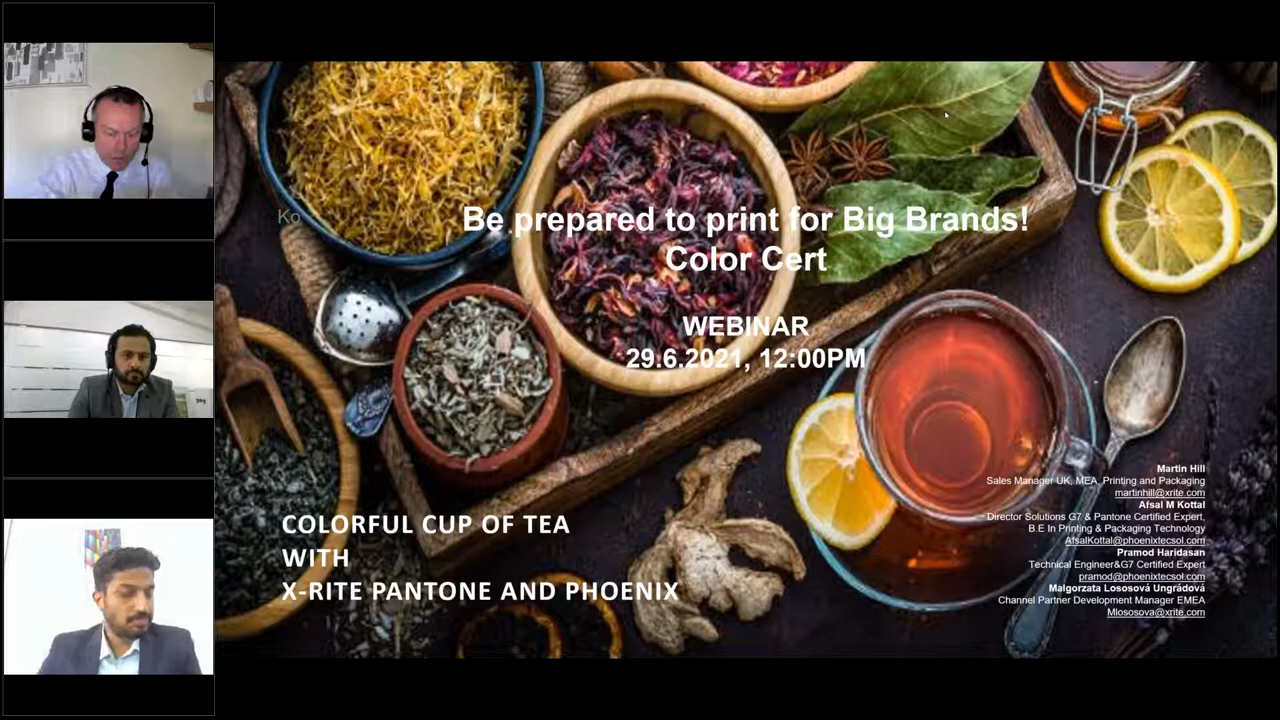 Ko
Be prepared to print for Big Brands!
Color Cert
WEBINAR
29.6.2021, 12:00PM
COLORFUL CUP OF TEA
WITH
X-RITE PANTONE AND PHOENIX
Martin Hill
Sales Manager UK, MEA, Printing and Packaging
martinhill@xrite.com
Afsal M Kottal
Director Solutions G7 & Pantone Certified Expert,
B.E In Printing & Packaging Technology
AfsalKottal@phoenixtecsol.com
Pramod Haridasan
Technical Engineer&G7 Certified Expert
pramod@phoenixtecsol.com
Malgorzata Lososová Ungrádová
Channel Partner Development Manager EMEA
Mlososova@xrite.com